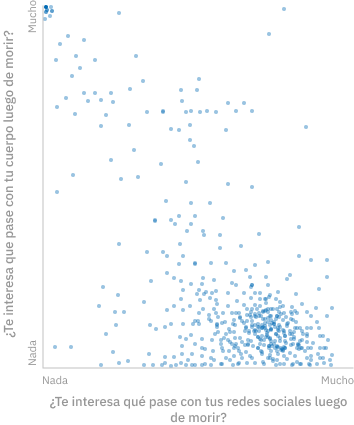 Mucho
¿Te interesa que pase con tu cuerpo luego de morir?
Nada
Nada
Mucho
¿Te interesa qué pase con tus redes sociales luego
de morir?